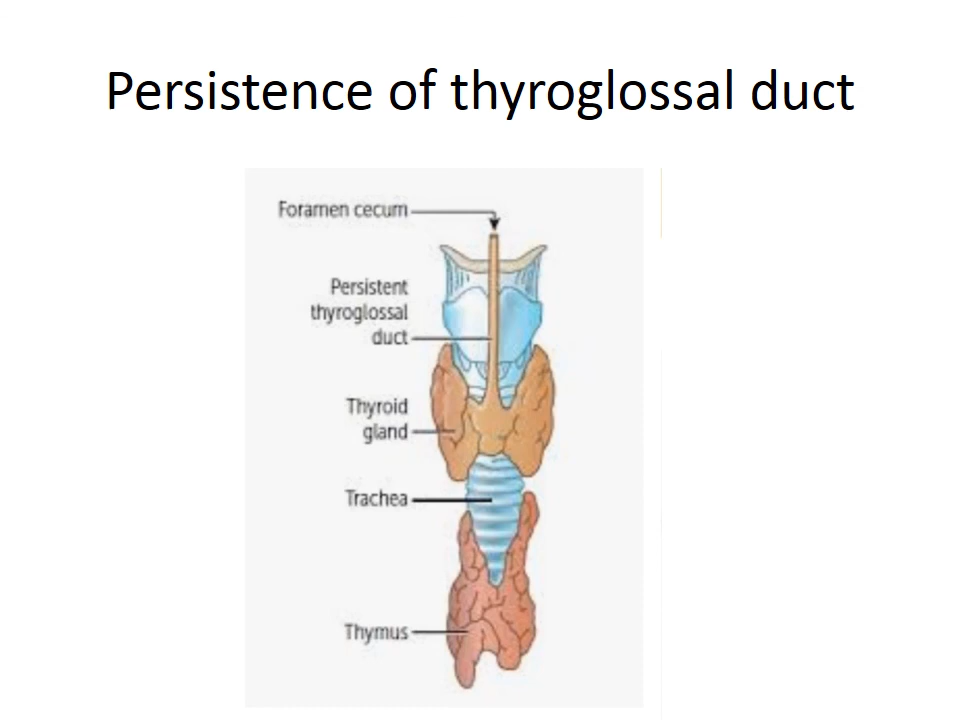 Persistence of thyroglossal duct
Foramen cecum
Persistent
thyroglossal
duct
Thyroid
gland
Trachea
Thymus